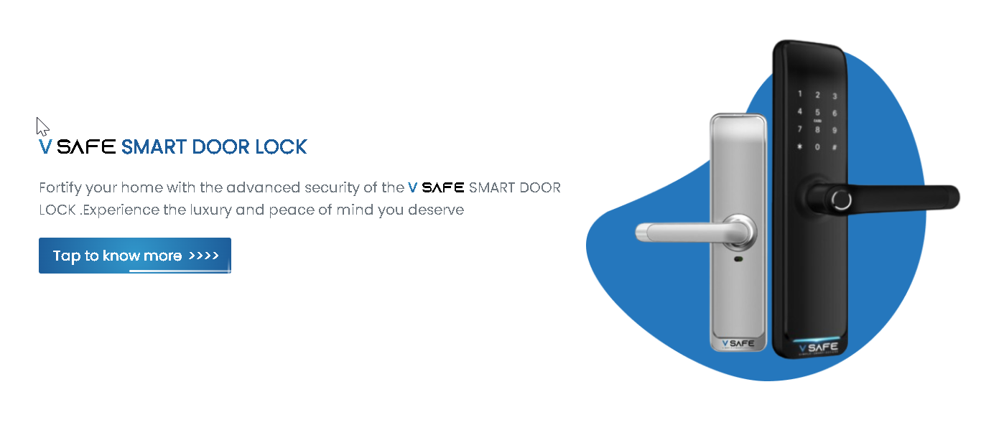 V SAFE SMART DOOR LOCK
Fortify your home with the advanced security of the V SAFE SMART DOOR
LOCK .Experience the luxury and peace of mind you deserve
Tap to know more >>>>
1 2 3
4 5 6
7 8 9
* 0 #
V SAFE
V SAFE